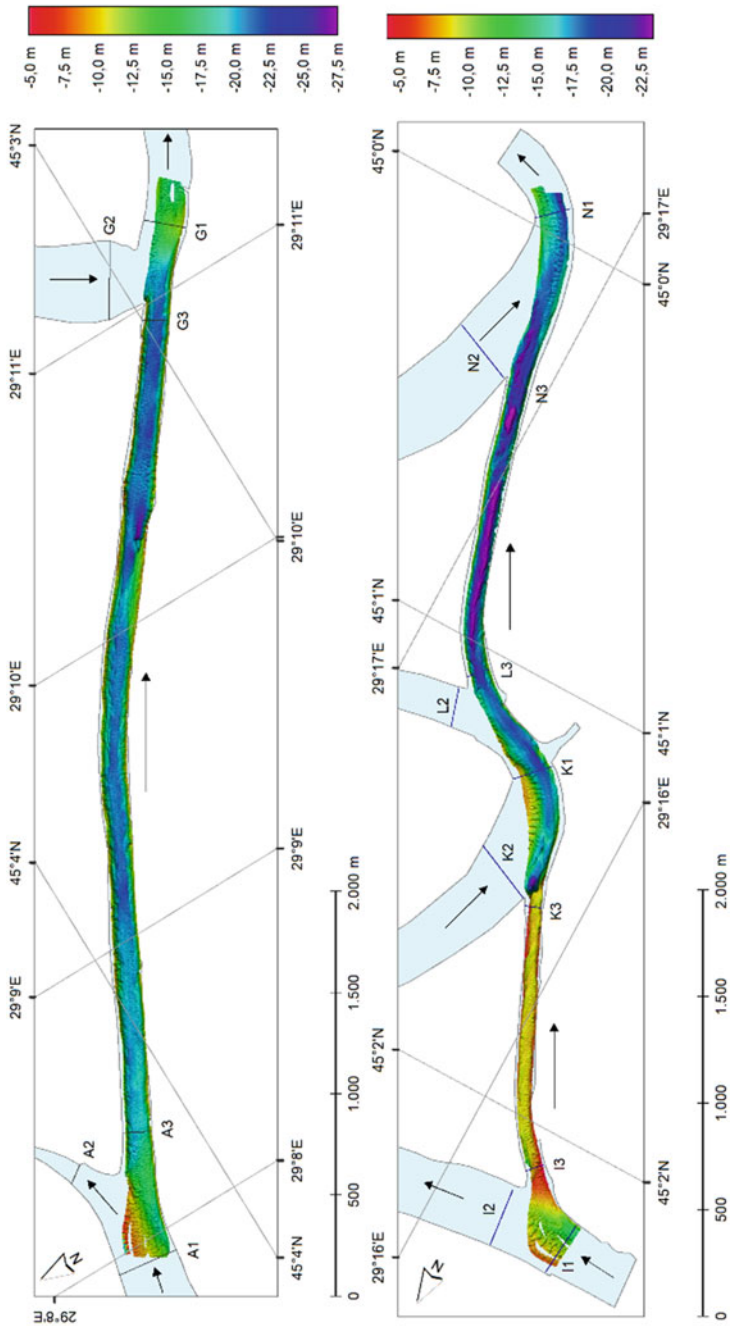 -5,0 m
-7,5 m
-10,0 m
-12,5 m
-15,0 m
-17,5 m
-20,0 m
-22,5 m
-25,0 m
-27,5 m
45°3'N
29°11'E
29°11'E
29°10'E
29°10'E
29°9'E
29°9'E
45°4'N
29°8'E
45°4'N
29°8'E
G2
G1
G3
A3
A2
A1
N
0
500
1.000
1.500
2.000 m
-5,0 m
-7,5 m
-10,0 m
-12,5 m
-15,0 m
-17,5 m
-20,0 m
-22,5 m
45°0'N
29°17'E
45°0'N
45°1'N
29°17'E
45°1'N
29°16'E
45°2'N
45°2'N
29°16'E
N1
N2
N3
L3
L2
K1
K2
K3
I3
I2
I1
N
0
500
1.000
1.500
2.000 m